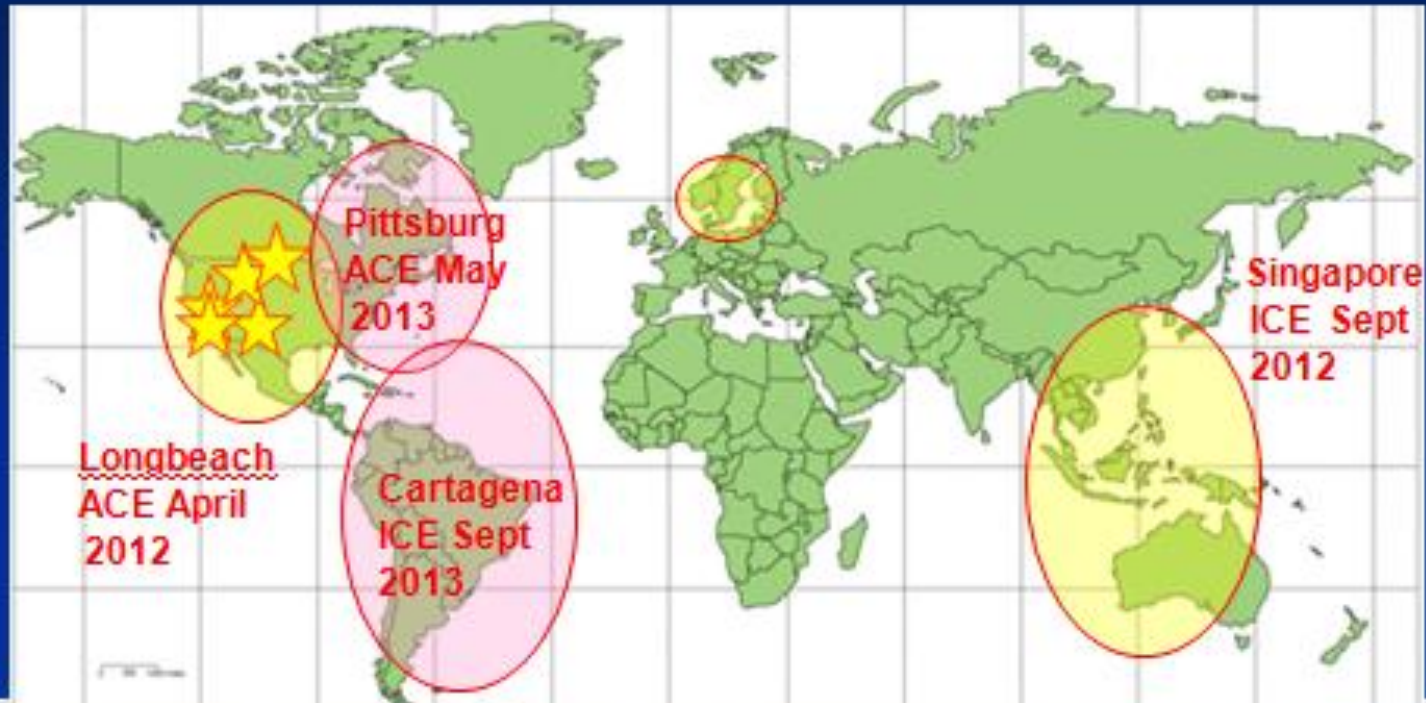 Pittsburg
ACE May
2013
Singapore
ICE Sept
2012
Longbeach
ACE April
2012
Cartagena
ICE Sept
2013